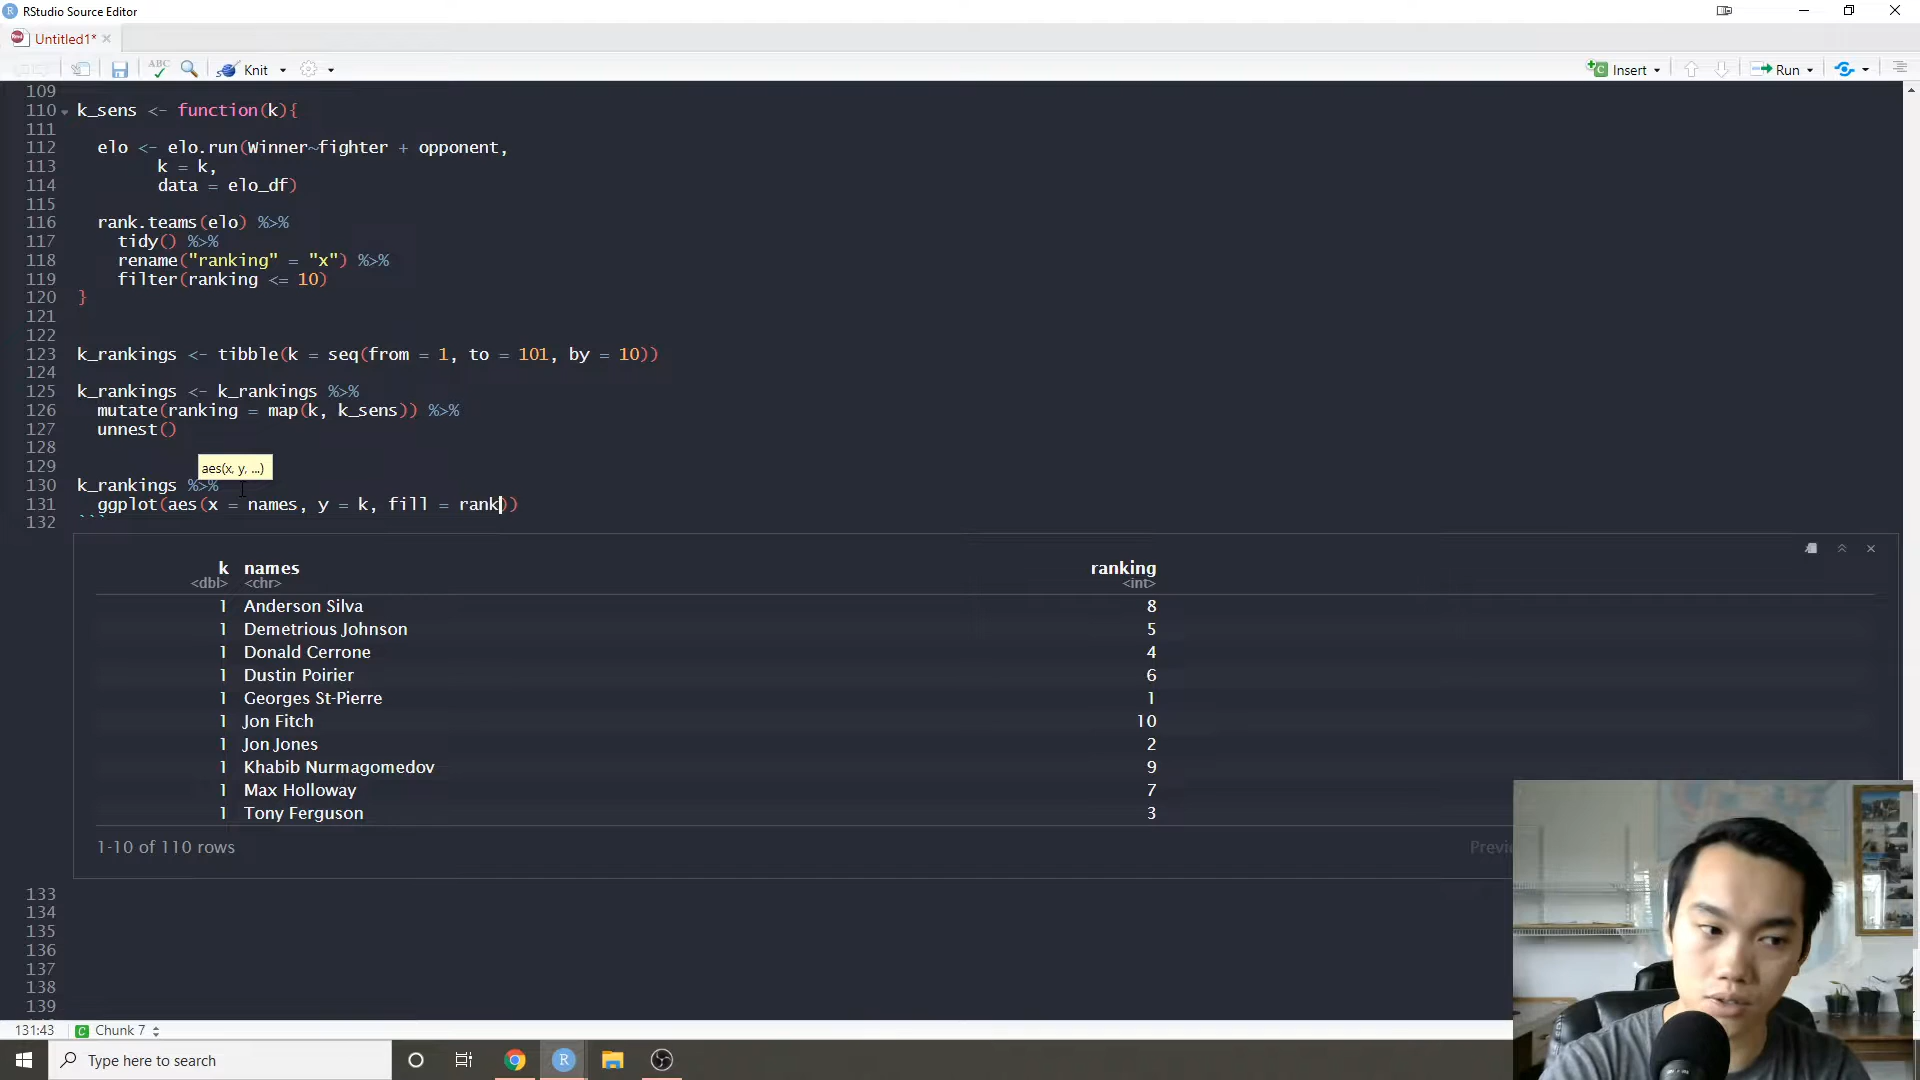 RStudio Source Editor
Untitled1*
ABC
Knit
Insert
Run
109
110 k_sens <- function(k){
111
112 elo <- elo.run(Winner~fighter + opponent,
113 k = k,
114 data = elo_df)
115
116 rank.teams(elo) %>%
117 tidy() %>%
118 rename("ranking" = "x") %>%
119 filter(ranking <= 10)
120 }
121
122
123 k_rankings <- tibble(k = seq(from = 1, to = 101, by = 10))
124
125 k_rankings <- k_rankings %>%
126 mutate(ranking = map(k, k_sens)) %>%
127 unnest()
128
129
aes(x, y, ...)
130 k_rankings %>%
131 ggplot(aes(x = names, y = k, fill = rank))
132 ```
k names ranking
<dbl> <chr> <int>
1 Anderson Silva 8
1 Demetrious Johnson 5
1 Donald Cerrone 4
1 Dustin Poirier 6
1 Georges St-Pierre 1
1 Jon Fitch 10
1 Jon Jones 2
1 Khabib Nurmagomedov 9
1 Max Holloway 7
1 Tony Ferguson 3
1-10 of 110 rows Previ
133
134
135
136
137
138
139
131:43 C Chunk 7
Type here to search